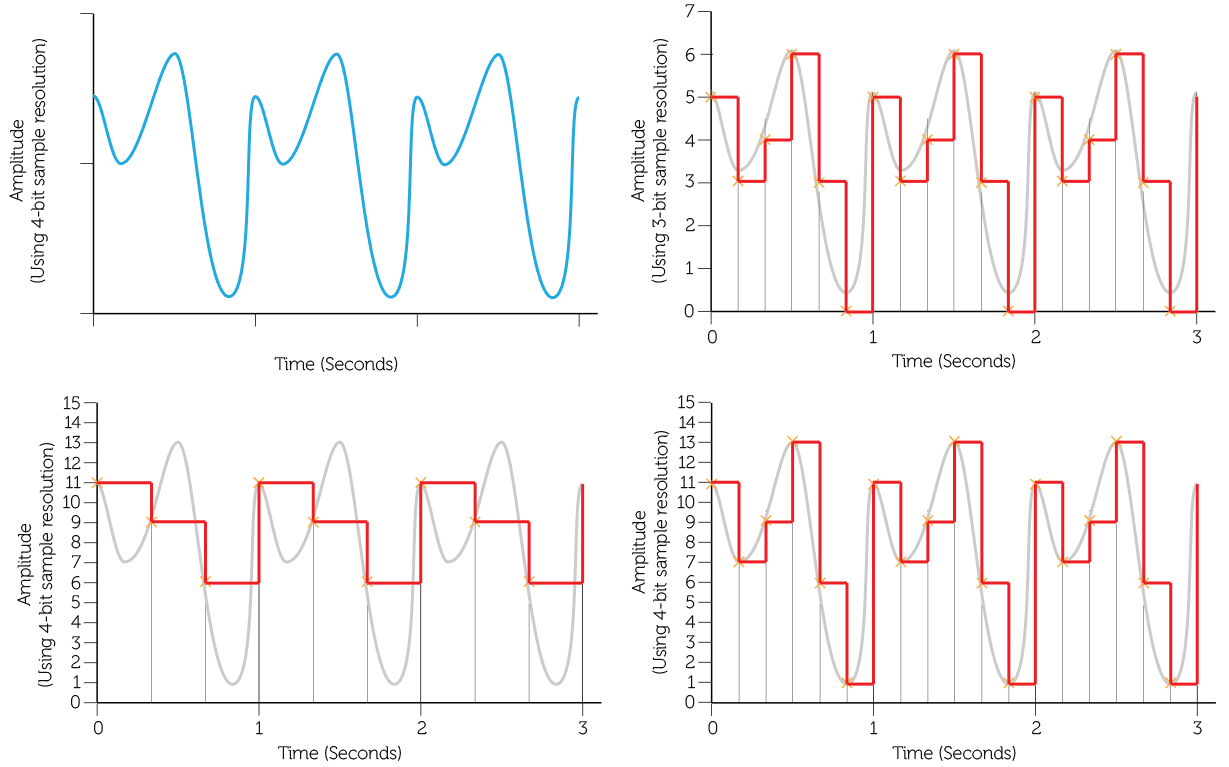 Amplitude
(Using 4-bit sample resolution)
Time (Seconds)
Amplitude
(Using 3-bit sample resolution)
7
6
5
4
3
2
1
0
0 1 2 3
Time (Seconds)
Amplitude
(Using 4-bit sample resolution)
15
14
13
12
11
10
9
8
7
6
5
4
3
2
1
0
0 1 2 3
Time (Seconds)
Amplitude
(Using 4-bit sample resolution)
15
14
13
12
11
10
9
8
7
6
5
4
3
2
1
0
0 1 2 3
Time (Seconds)